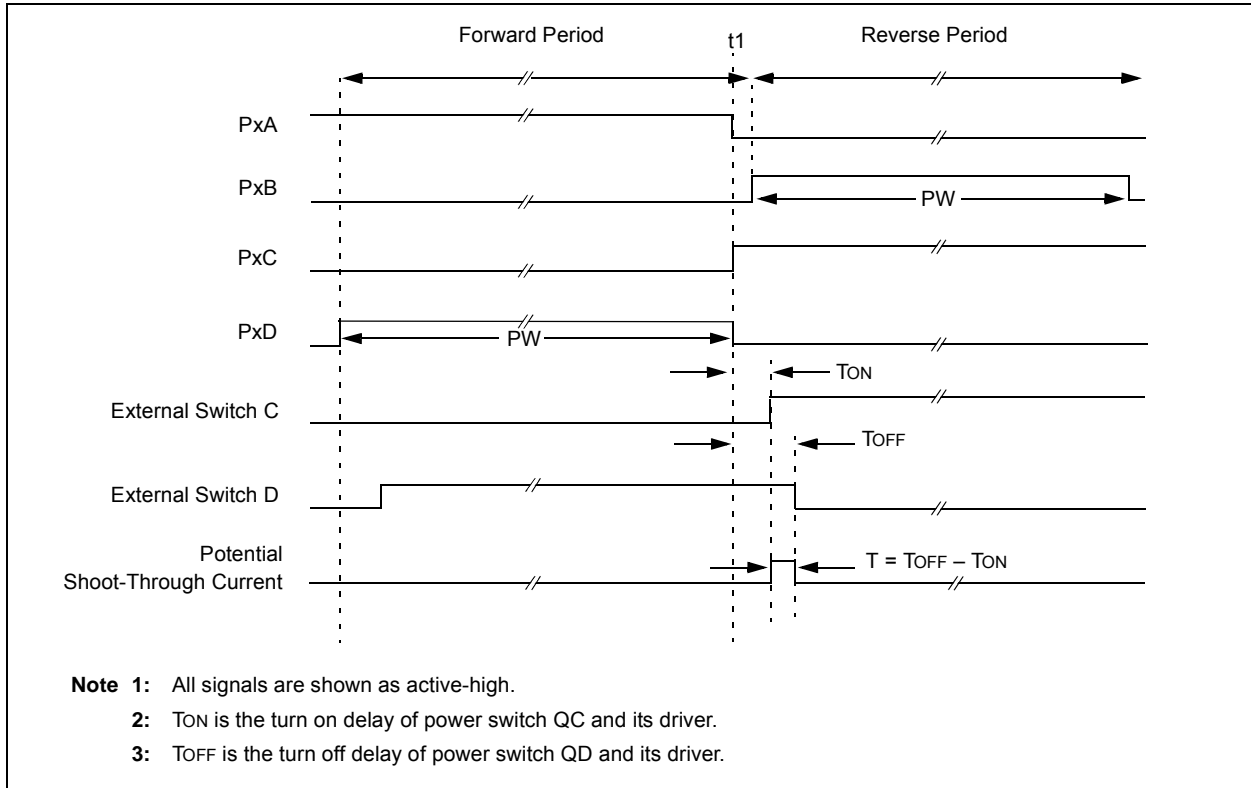 Forward Period t1 Reverse Period
PxA
PxB
PW
PxC
PxD
PW
TON
External Switch C
TOFF
External Switch D
Potential
Shoot-Through Current
T = TOFF – TON
Note 1: All signals are shown as active-high.
2: TON is the turn on delay of power switch QC and its driver.
3: TOFF is the turn off delay of power switch QD and its driver.